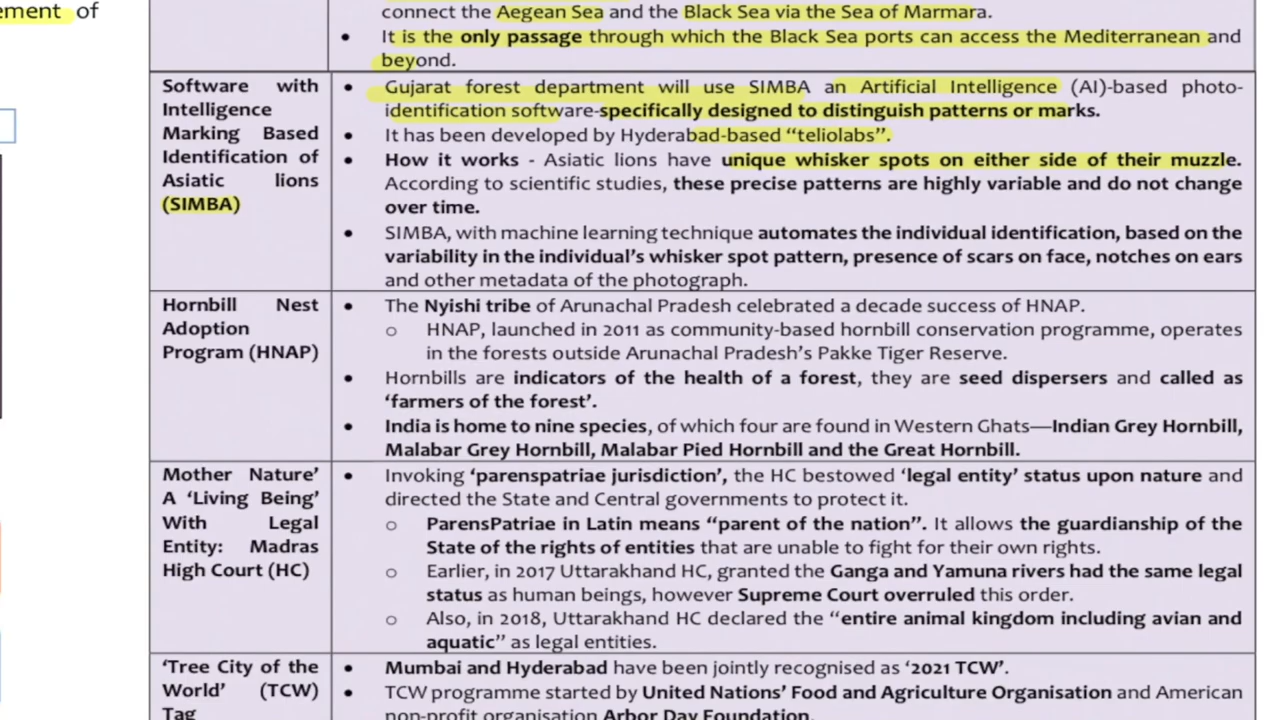 ement of
connect the Aegean Sea and the Black Sea via the Sea of Marmara.
• It is the only passage through which the Black Sea ports can access the Mediterranean and
beyond.
Software with
Intelligence
Marking Based
Identification of
Asiatic lions
(SIMBA)
• Gujarat forest department will use SIMBA an Artificial Intelligence (AI)-based photo-
identification software-specifically designed to distinguish patterns or marks.
• It has been developed by Hyderabad-based “teliolabs”.
• How it works - Asiatic lions have unique whisker spots on either side of their muzzle.
According to scientific studies, these precise patterns are highly variable and do not change
over time.
• SIMBA, with machine learning technique automates the individual identification, based on the
variability in the individual’s whisker spot pattern, presence of scars on face, notches on ears
and other metadata of the photograph.
Hornbill Nest
Adoption
Program (HNAP)
• The Nyishi tribe of Arunachal Pradesh celebrated a decade success of HNAP.
o HNAP, launched in 2011 as community-based hornbill conservation programme, operates
in the forests outside Arunachal Pradesh’s Pakke Tiger Reserve.
• Hornbills are indicators of the health of a forest, they are seed dispersers and called as
‘farmers of the forest’.
• India is home to nine species, of which four are found in Western Ghats—Indian Grey Hornbill,
Malabar Grey Hornbill, Malabar Pied Hornbill and the Great Hornbill.
Mother Nature’
A ‘Living Being’
With Legal
Entity: Madras
High Court (HC)
• Invoking ‘parenspatriae jurisdiction’, the HC bestowed ‘legal entity’ status upon nature and
directed the State and Central governments to protect it.
o ParensPatriae in Latin means “parent of the nation”. It allows the guardianship of the
State of the rights of entities that are unable to fight for their own rights.
o Earlier, in 2017 Uttarakhand HC, granted the Ganga and Yamuna rivers had the same legal
status as human beings, however Supreme Court overruled this order.
o Also, in 2018, Uttarakhand HC declared the “entire animal kingdom including avian and
aquatic” as legal entities.
‘Tree City of the
World’ (TCW)
Tag
• Mumbai and Hyderabad have been jointly recognised as ‘2021 TCW’.
• TCW programme started by United Nations’ Food and Agriculture Organisation and American
non-profit organisation Arbor Day Foundation.